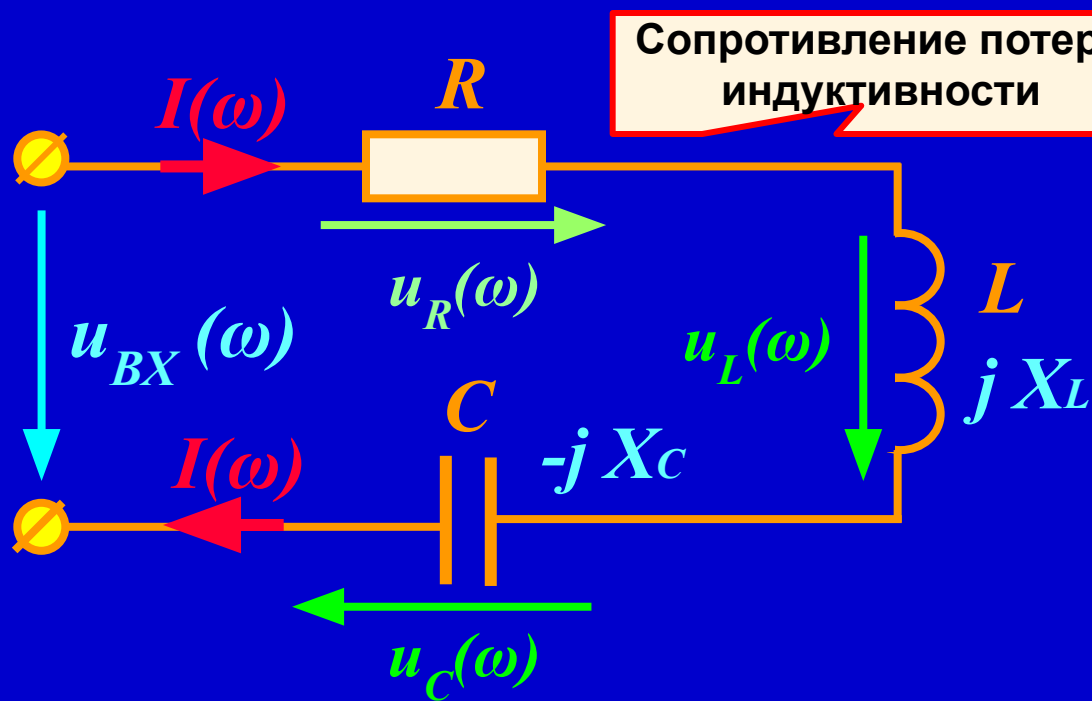 Сопротивление потер
индуктивности
I(ω)
R
u_R(ω)
u_BX (ω)
u_L(ω)
L
j X_L
C
-j X_C
I(ω)
u_C(ω)